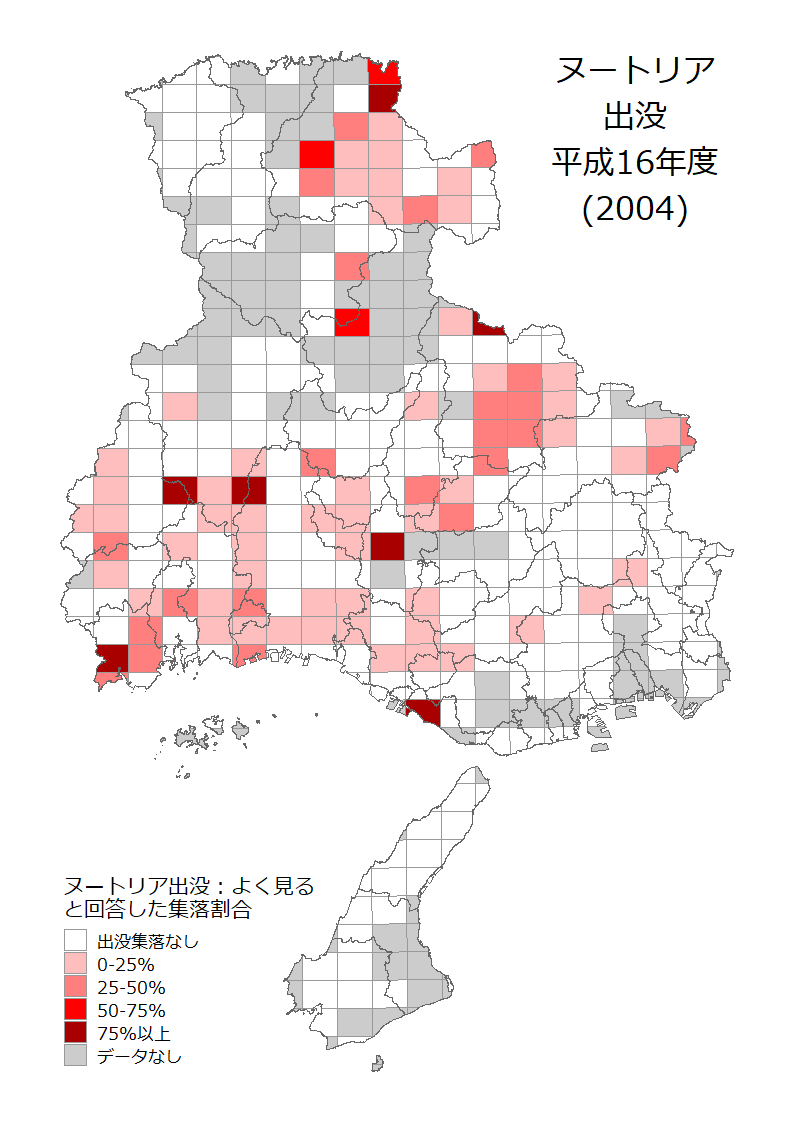 ヌートリア
出没
平成16年度
(2004)
ヌートリア出没：よく見る
と回答した集落割合
出没集落なし
0-25%
25-50%
50-75%
75%以上
データなし